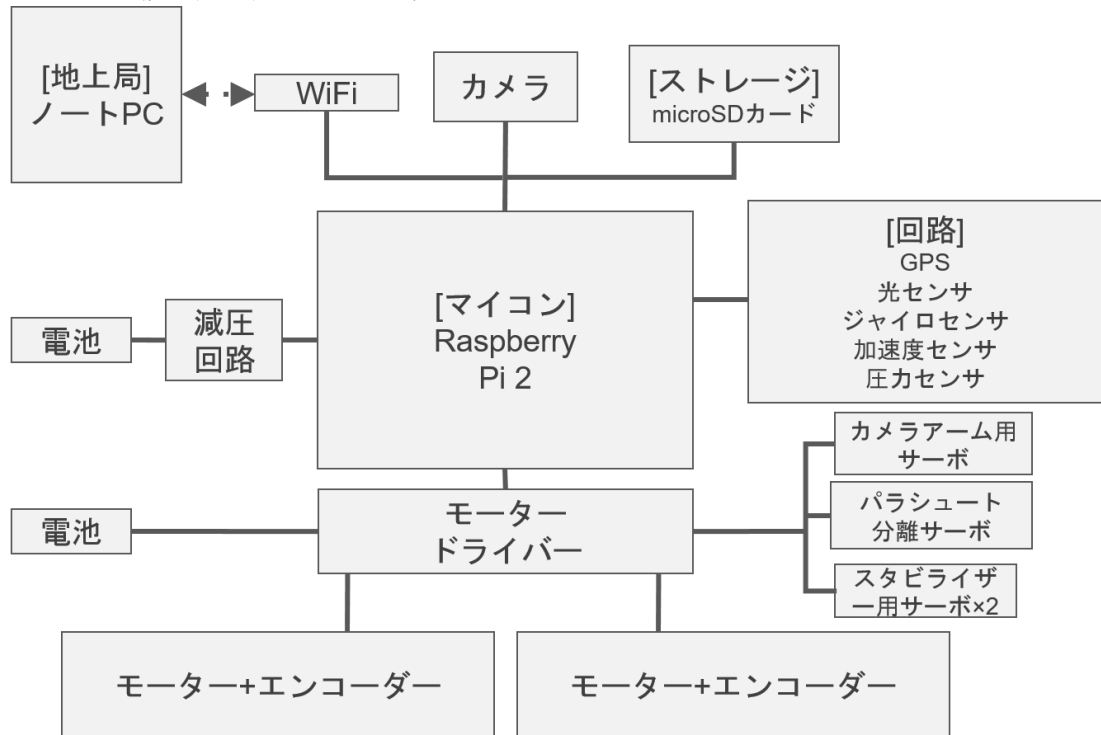 [地上局]
ノートPC
WiFi
カメラ
[ストレージ]
microSDカード
[回路]
GPS
光センサ
ジャイロセンサ
加速度センサ
圧力センサ
[マイコン]
Raspberry
Pi 2
電池
減圧
回路
カメラアーム用
サーボ
パラシュート
分離サーボ
スタビライザ
ー用サーボ×2
電池
モーター
ドライバー
モーター+エンコーダー
モーター+エンコーダー